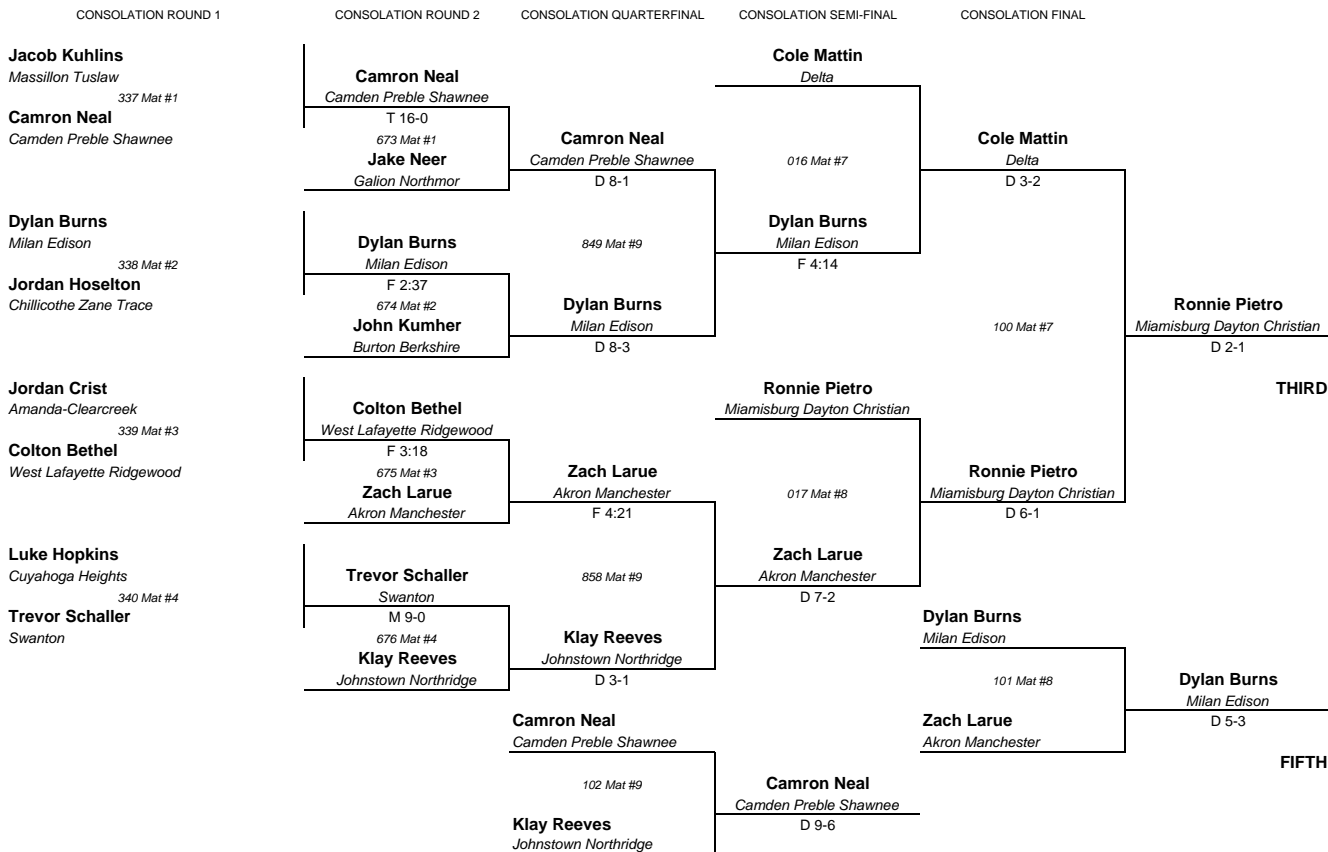 CONSOLATION ROUND 1
CONSOLATION ROUND 2
CONSOLATION QUARTERFINAL
CONSOLATION SEMI-FINAL
CONSOLATION FINAL
Jacob Kuhlins
Massillon Tuslaw
337 Mat #1
Camron Neal
Camden Preble Shawnee
Dylan Burns
Milan Edison
338 Mat #2
Jordan Hoselton
Chillicothe Zane Trace
Jordan Crist
Amanda-Clearcreek
339 Mat #3
Colton Bethel
West Lafayette Ridgewood
Luke Hopkins
Cuyahoga Heights
340 Mat #4
Trevor Schaller
Swanton
Camron Neal
Camden Preble Shawnee
T 16-0
673 Mat #1
Jake Neer
Galion Northmor
Dylan Burns
Milan Edison
F 2:37
674 Mat #2
John Kumher
Burton Berkshire
Colton Bethel
West Lafayette Ridgewood
F 3:18
675 Mat #3
Zach Larue
Akron Manchester
Trevor Schaller
Swanton
M 9-0
676 Mat #4
Klay Reeves
Johnstown Northridge
Camron Neal
Camden Preble Shawnee
D 8-1
849 Mat #9
Dylan Burns
Milan Edison
D 8-3
Zach Larue
Akron Manchester
F 4:21
858 Mat #9
Klay Reeves
Johnstown Northridge
D 3-1
Camron Neal
Camden Preble Shawnee
102 Mat #9
Klay Reeves
Johnstown Northridge
Cole Mattin
Delta
016 Mat #7
Dylan Burns
Milan Edison
F 4:14
Ronnie Pietro
Miamisburg Dayton Christian
017 Mat #8
Zach Larue
Akron Manchester
D 7-2
Camron Neal
Camden Preble Shawnee
D 9-6
Cole Mattin
Delta
D 3-2
100 Mat #7
Ronnie Pietro
Miamisburg Dayton Christian
D 6-1
Dylan Burns
Milan Edison
101 Mat #8
Zach Larue
Akron Manchester
Ronnie Pietro
Miamisburg Dayton Christian
D 2-1
THIRD
Dylan Burns
Milan Edison
D 5-3
FIFTH